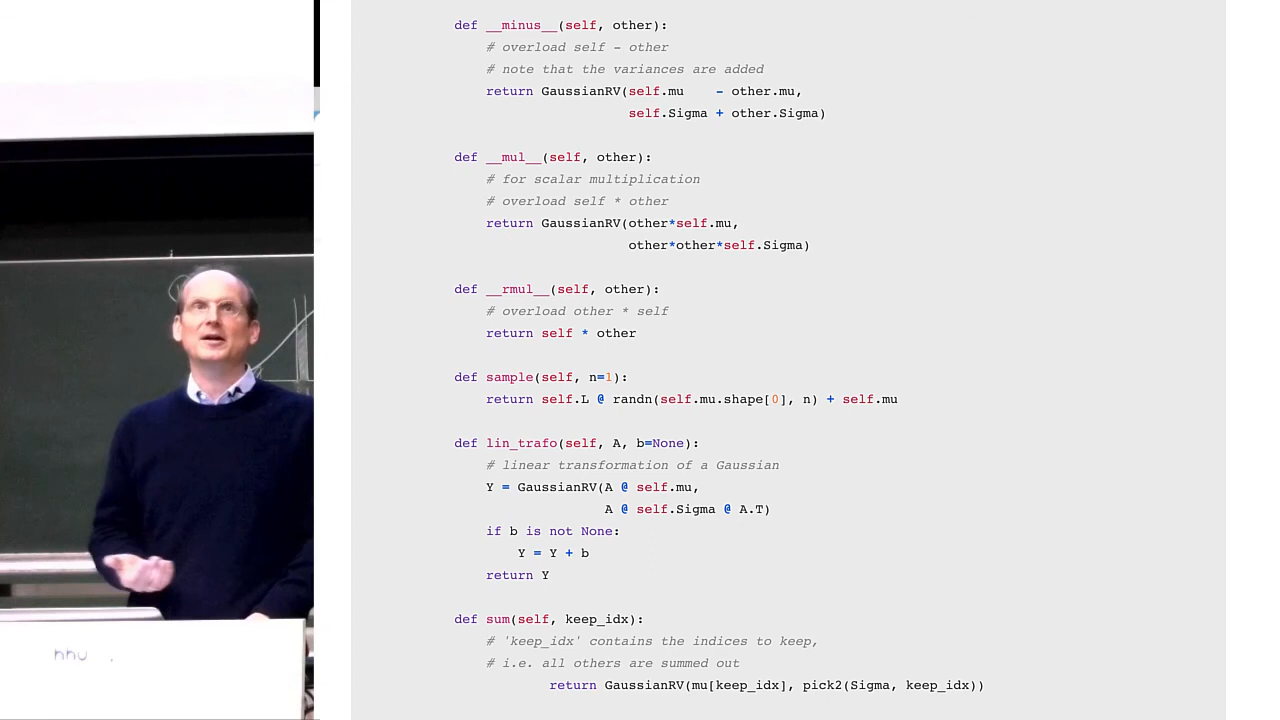 def __minus__(self, other):
# overload self - other
# note that the variances are added
return GaussianRV(self.mu    - other.mu,
self.Sigma + other.Sigma)
def __mul__(self, other):
# for scalar multiplication
# overload self * other
return GaussianRV(other*self.mu,
other*other*self.Sigma)
def __rmul__(self, other):
# overload other * self
return self * other
def sample(self, n=1):
return self.L @ randn(self.mu.shape[0], n) + self.mu
def lin_trafo(self, A, b=None):
# linear transformation of a Gaussian
Y = GaussianRV(A @ self.mu,
A @ self.Sigma @ A.T)
if b is not None:
Y = Y + b
return Y
def sum(self, keep_idx):
# 'keep_idx' contains the indices to keep,
# i.e. all others are summed out
return GaussianRV(mu[keep_idx], pick2(Sigma, keep_idx))
hhu